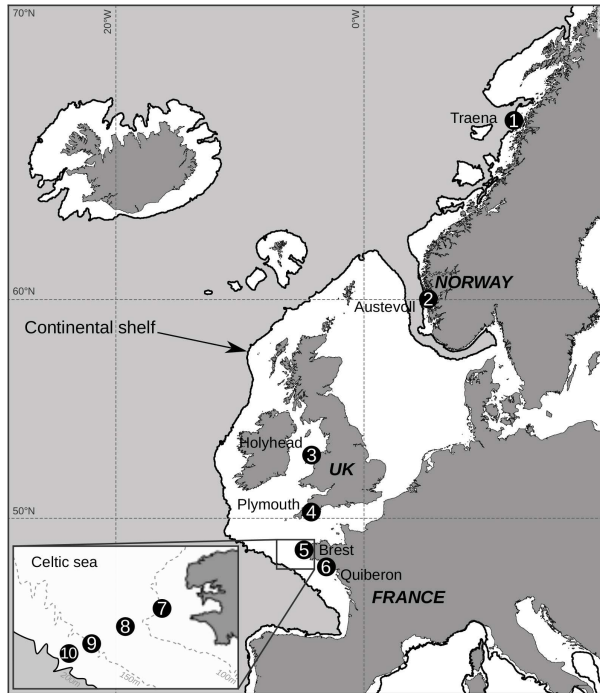 70°N
20°W
0°W
Traena
1
60°N
NORWAY
2
Austevoll
Continental shelf
Holyhead
3
UK
Plymouth
4
50°N
5
Brest
6
Quiberon
FRANCE
Celtic sea
7
8
9
10
200m
150m
100m